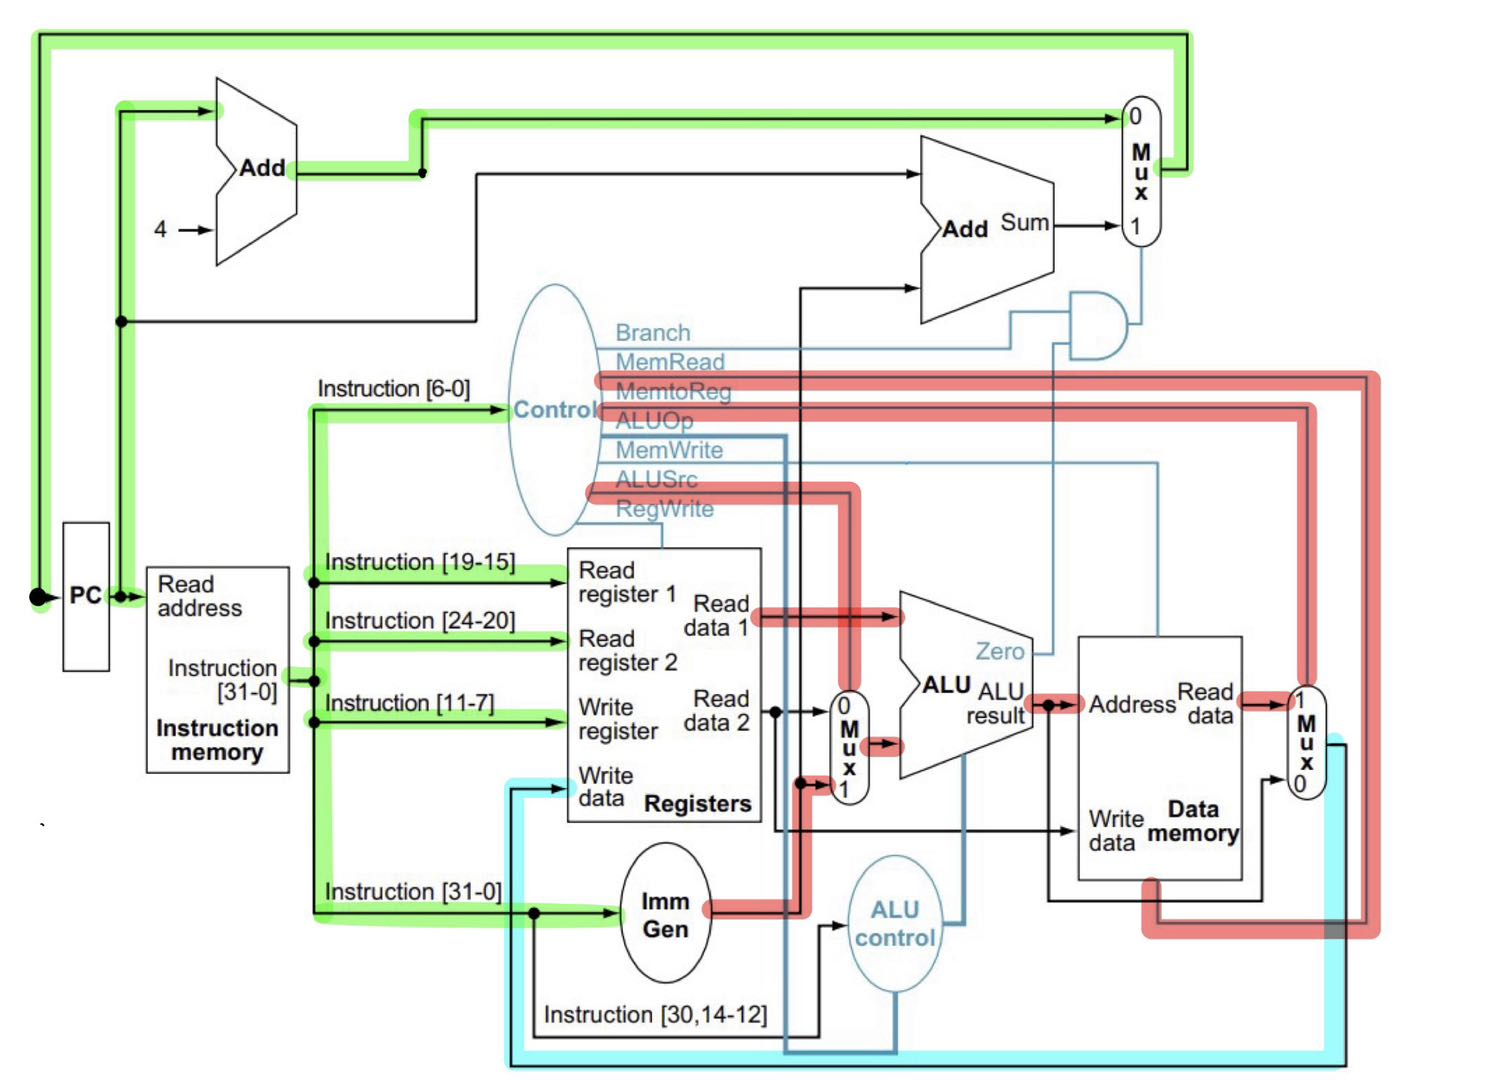 0
M
u
x
1
Add
4
Add Sum
Branch
MemRead
MemtoReg
ALUOp
MemWrite
ALUSrc
RegWrite
Control
Instruction [6-0]
Instruction [19-15]
Instruction [24-20]
Instruction [11-7]
Instruction [31-0]
PC
Read
address
Instruction
[31-0]
Instruction
memory
Read
register 1
Read
register 2
Write
register
Write
data
Read
data 1
Read
data 2
Registers
0
M
u
x
1
Zero
ALU
ALU
result
Address
Read
data
Write
data
Data
memory
1
M
u
x
0
Imm
Gen
ALU
control
Instruction [30,14-12]